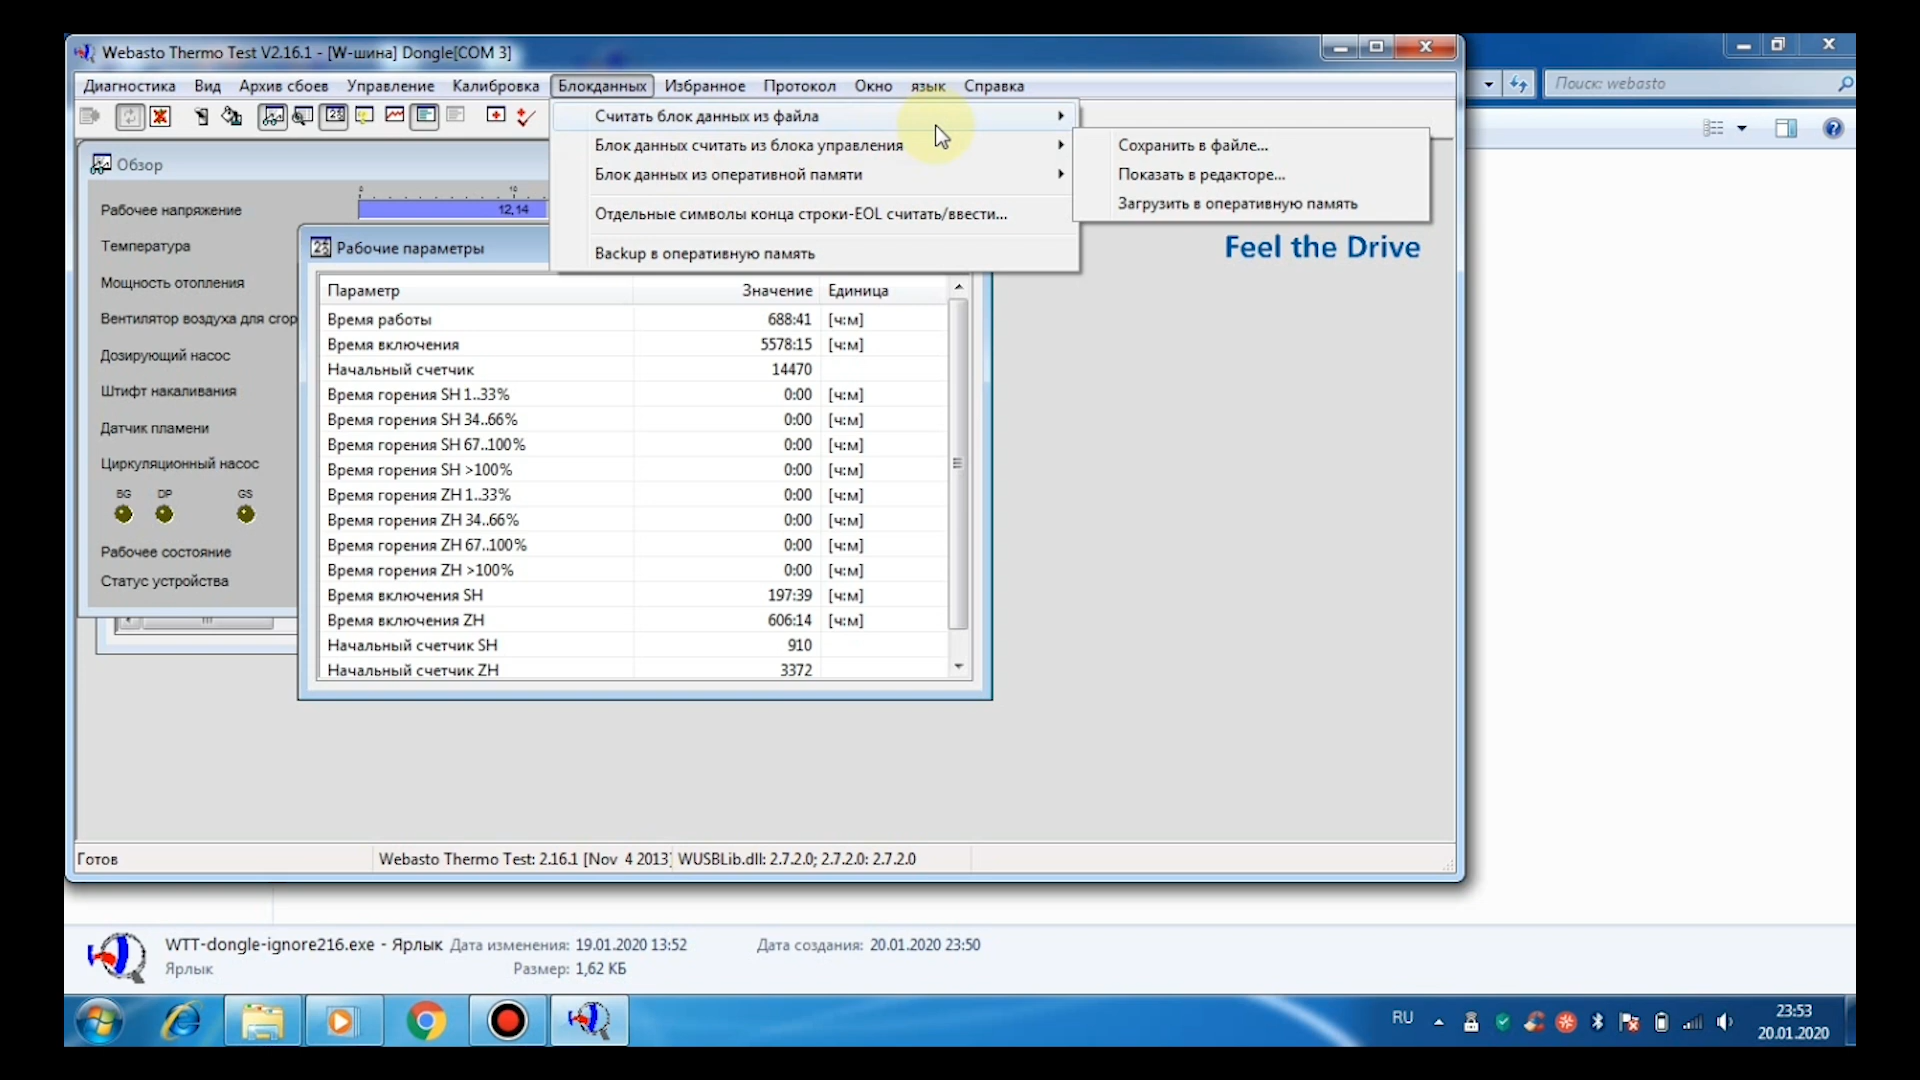 Webasto Thermo Test V2.16.1 - [W-шина] Dongle[COM 3]
Поиск: webasto
Диагностика Вид Архив сбоев Управление Калибровка Блокданных Избранное Протокол Окно язык Справка
Считать блок данных из файла
Блок данных считать из блока управления
Блок данных из оперативной памяти
Отдельные символы конца строки-EOL считать/ввести...
Backup в оперативную память
Сохранить в файле...
Показать в редакторе...
Загрузить в оперативную память
Feel the Drive
Обзор
0 10
Рабочее напряжение 12,14
Температура
Мощность отопления
Вентилятор воздуха для сгор
Дозирующий насос
Штифт накаливания
Датчик пламени
Циркуляционный насос
BG DP GS
Рабочее состояние
Статус устройства
Рабочие параметры
Параметр Значение Единица
Время работы 688:41 [ч:м]
Время включения 5578:15 [ч:м]
Начальный счетчик 14470
Время горения SH 1..33% 0:00 [ч:м]
Время горения SH 34..66% 0:00 [ч:м]
Время горения SH 67..100% 0:00 [ч:м]
Время горения SH >100% 0:00 [ч:м]
Время горения ZH 1..33% 0:00 [ч:м]
Время горения ZH 34..66% 0:00 [ч:м]
Время горения ZH 67..100% 0:00 [ч:м]
Время горения ZH >100% 0:00 [ч:м]
Время включения SH 197:39 [ч:м]
Время включения ZH 606:14 [ч:м]
Начальный счетчик SH 910
Начальный счетчик ZH 3372
Готов Webasto Thermo Test: 2.16.1 [Nov 4 2013] WUSBLib.dll: 2.7.2.0; 2.7.2.0: 2.7.2.0
WTT-dongle-ignore216.exe - Ярлык Дата изменения: 19.01.2020 13:52 Дата создания: 20.01.2020 23:50
Ярлык Размер: 1,62 КБ
RU 23:53
20.01.2020